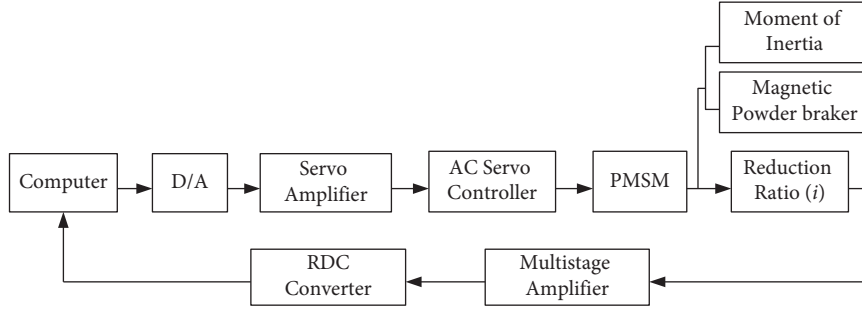 Moment of
Inertia
Magnetic
Powder braker
Computer
D/A
Servo
Amplifier
AC Servo
Controller
PMSM
Reduction
Ratio (i)
RDC
Converter
Multistage
Amplifier